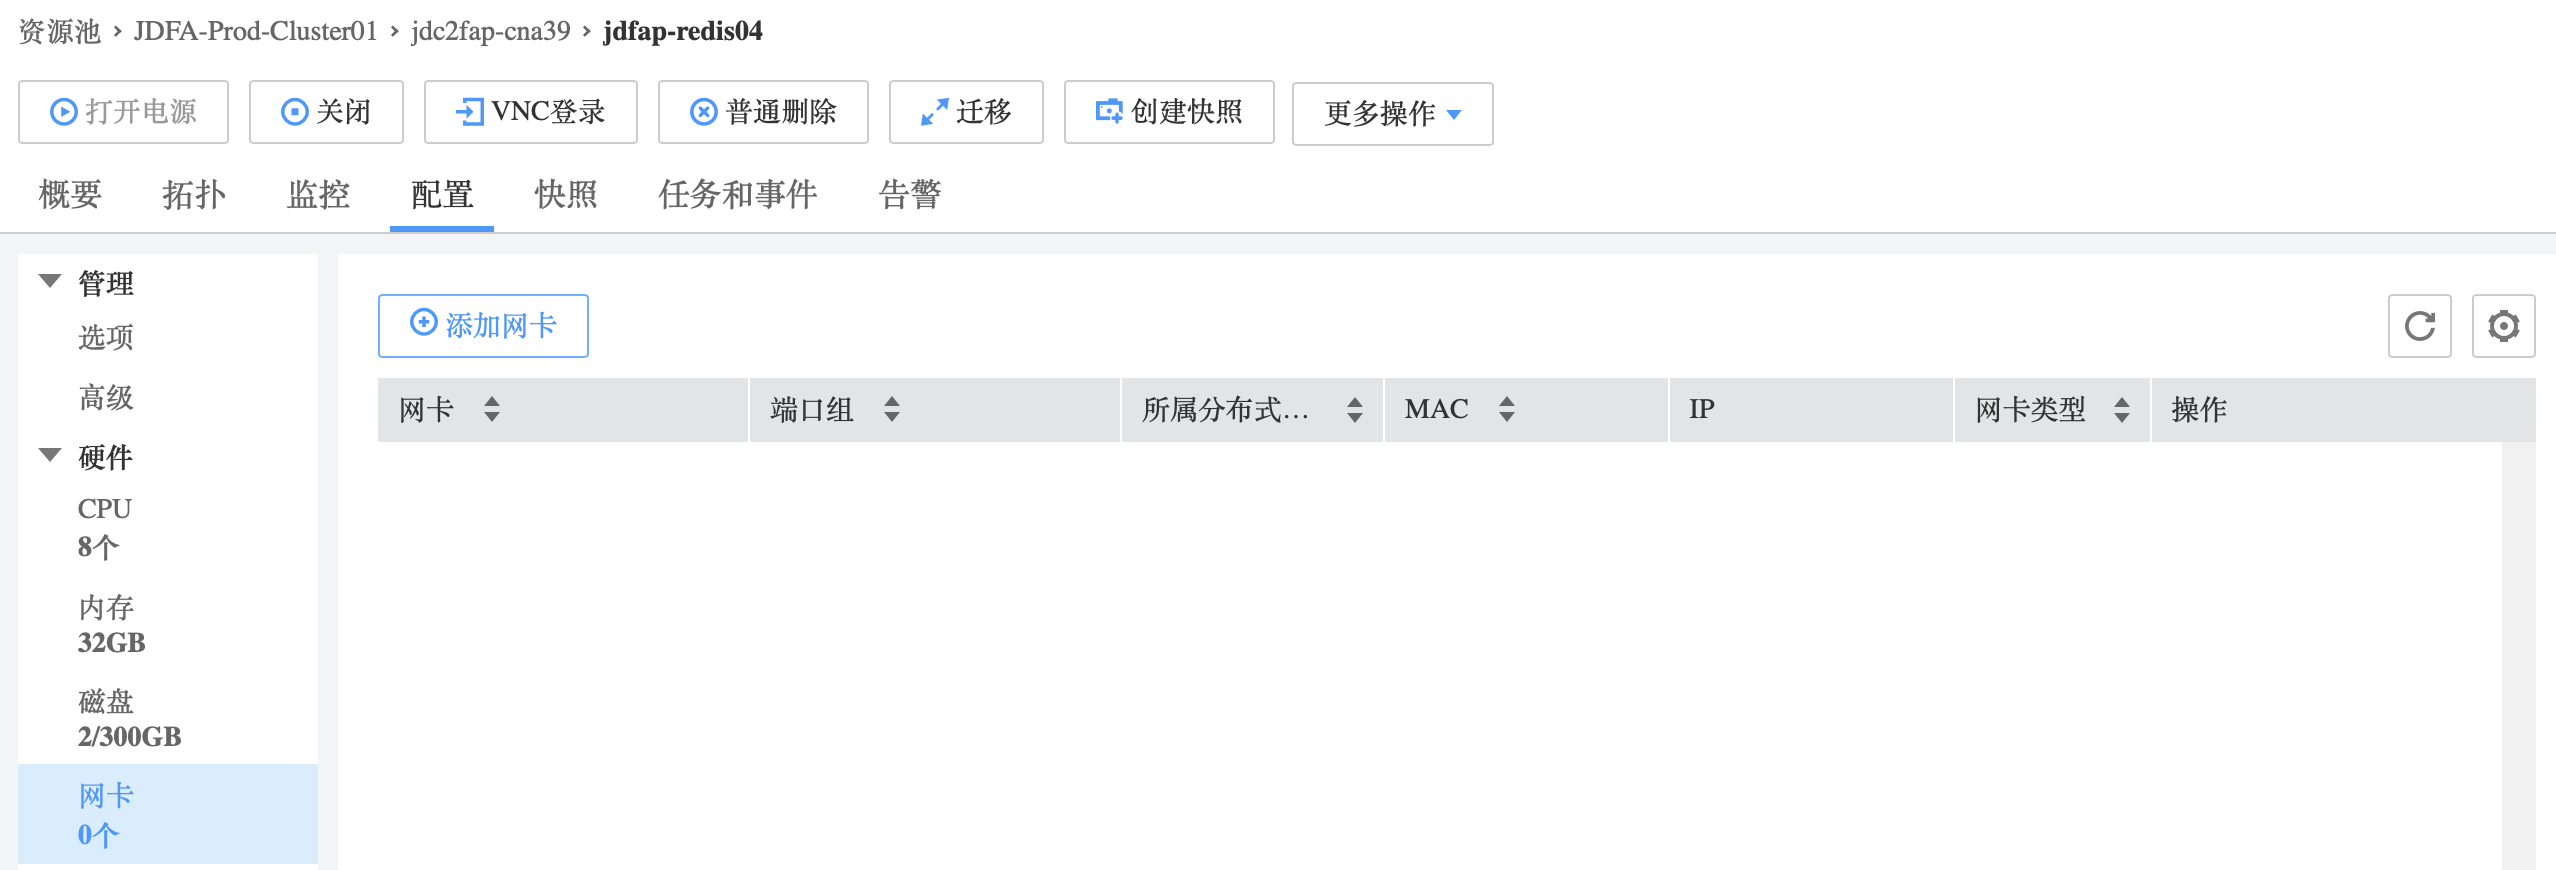 资源池 › JDFA-Prod-Cluster01 › jdc2fap-cna39 › jdfap-redis04
打开电源 关闭 VNC登录 普通删除 迁移 创建快照 更多操作
概要 拓扑 监控 配置 快照 任务和事件 告警
管理
选项
高级
硬件
CPU
8个
内存
32GB
磁盘
2/300GB
网卡
0个
添加网卡
网卡 端口组 所属分布式... MAC IP 网卡类型 操作